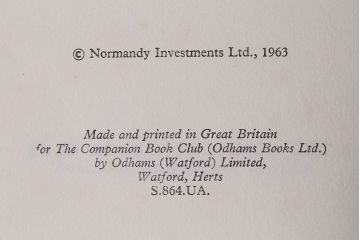 © Normandy Investments Ltd., 1963
Made and printed in Great Britain
for The Companion Book Club (Odhams Books Ltd.)
by Odhams (Watford) Limited,
Watford, Herts
S.864.UA.